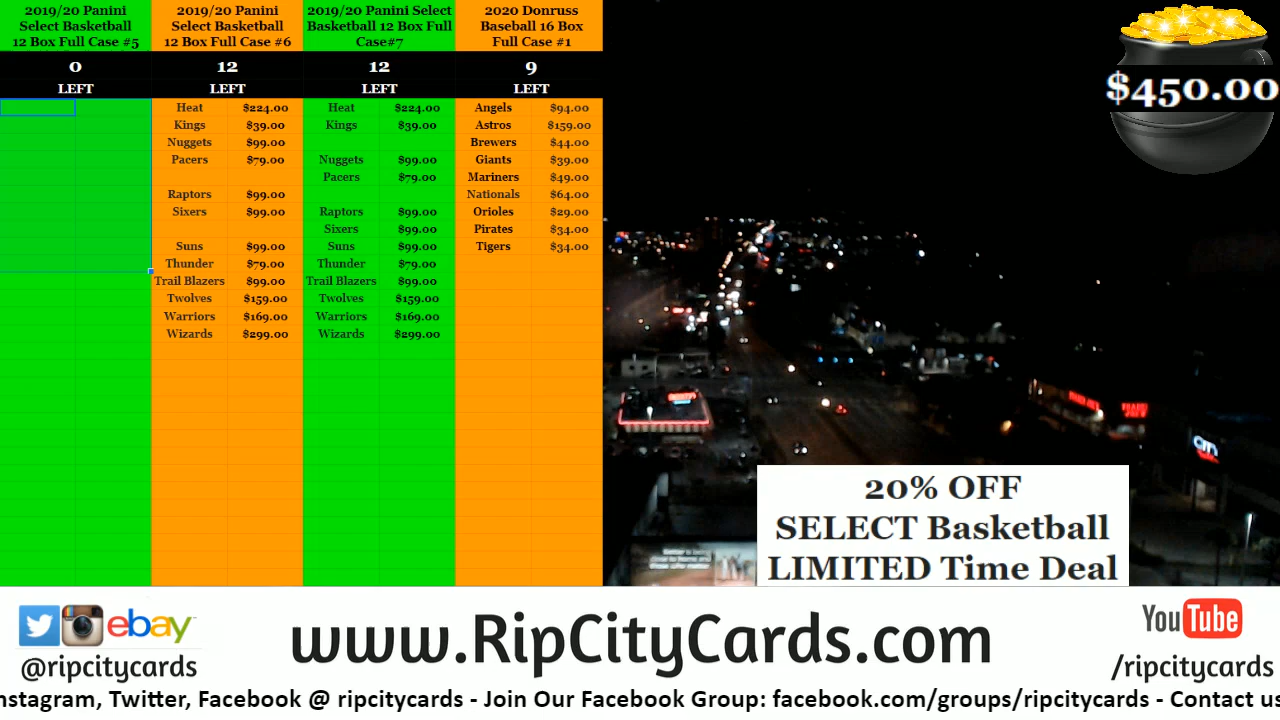 2019/20 Panini
Select Basketball
12 Box Full Case #5
0
LEFT
2019/20 Panini
Select Basketball
12 Box Full Case #6
12
LEFT
Heat $224.00
Kings $39.00
Nuggets $99.00
Pacers $79.00
Raptors $99.00
Sixers $99.00
Suns $99.00
Thunder $79.00
Trail Blazers $99.00
Twolves $159.00
Warriors $169.00
Wizards $299.00
2019/20 Panini Select
Basketball 12 Box Full
Case#7
12
LEFT
Heat $224.00
Kings $39.00
Nuggets $99.00
Pacers $79.00
Raptors $99.00
Sixers $99.00
Suns $99.00
Thunder $79.00
Trail Blazers $99.00
Twolves $159.00
Warriors $169.00
Wizards $299.00
2020 Donruss
Baseball 16 Box
Full Case #1
9
LEFT
Angels $94.00
Astros $159.00
Brewers $44.00
Giants $39.00
Mariners $49.00
Nationals $64.00
Orioles $29.00
Pirates $34.00
Tigers $34.00
$450.00
20% OFF
SELECT Basketball
LIMITED Time Deal
ebay
@ripcitycards
www.RipCityCards.com
YouTube
/ripcitycards
nstagram, Twitter, Facebook @ ripcitycards - Join Our Facebook Group: facebook.com/groups/ripcitycards - Contact us